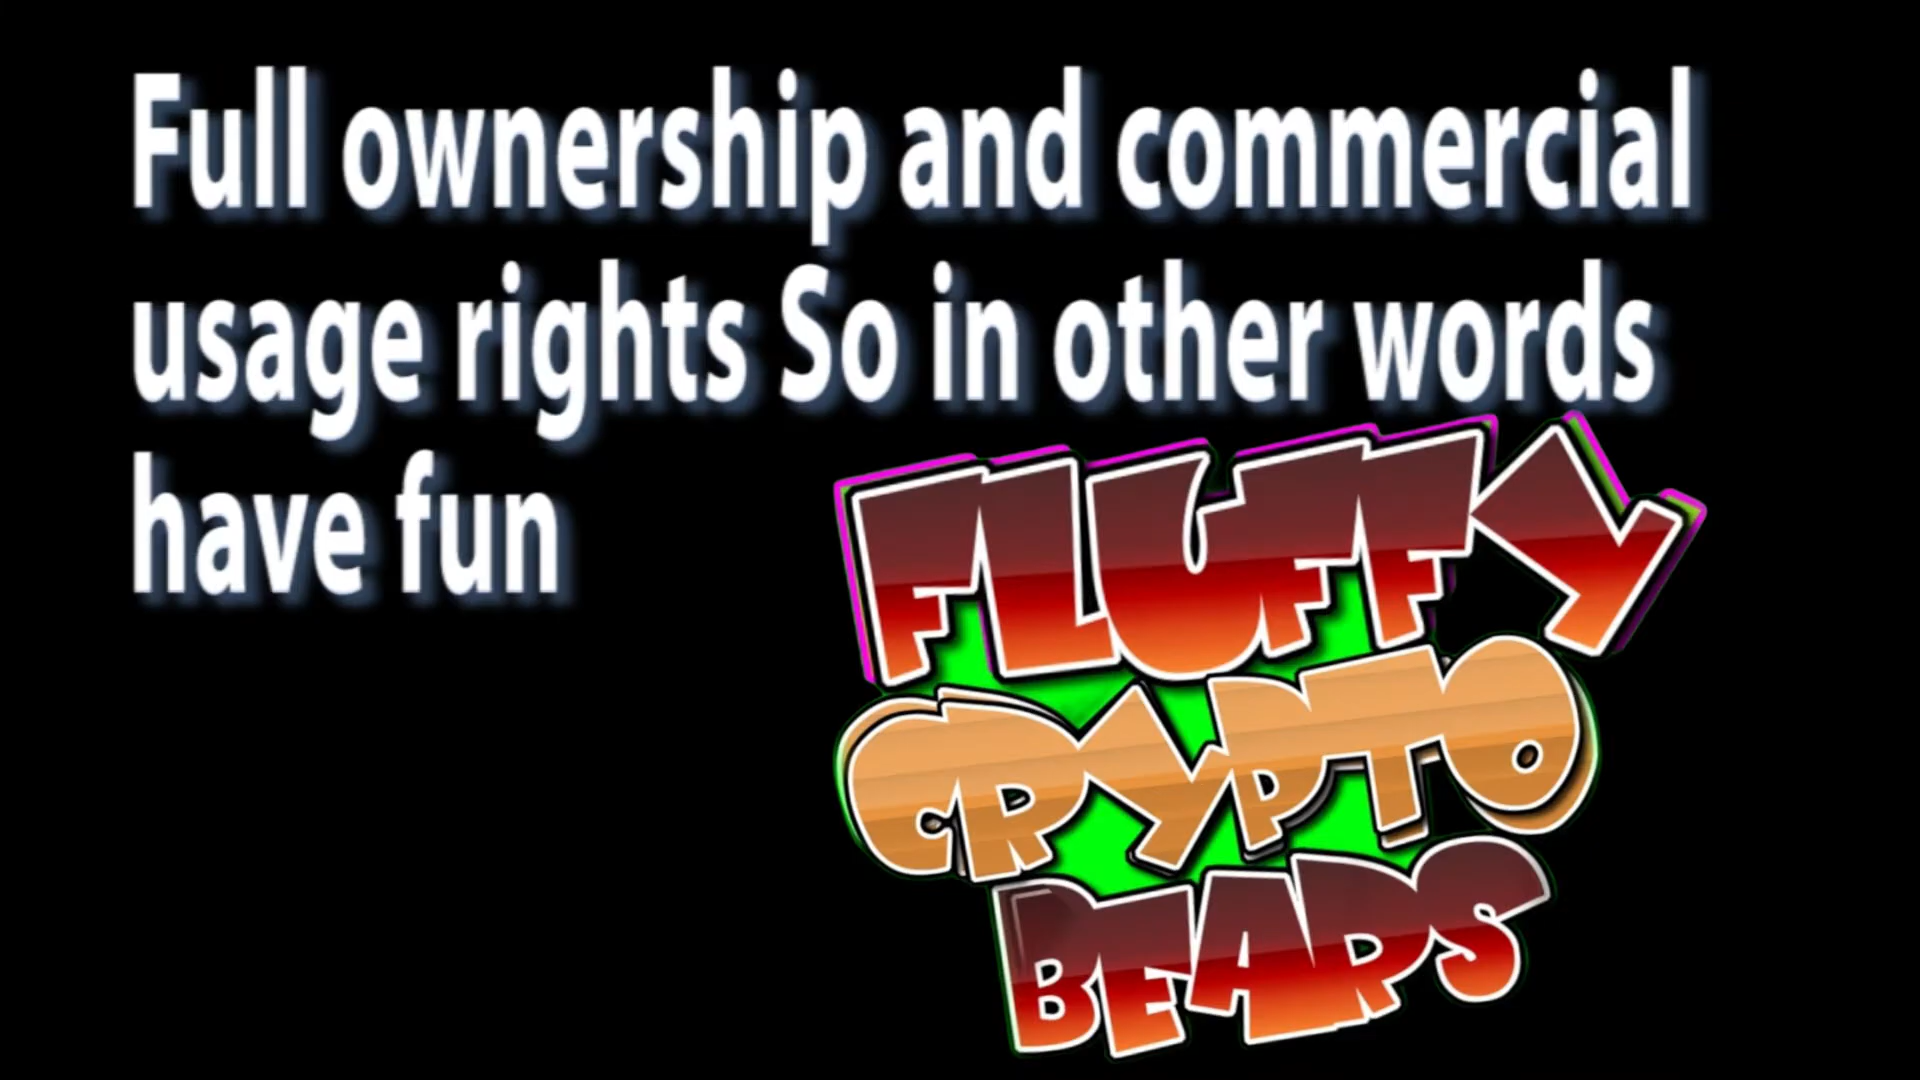 Full ownership and commercial
usage rights So in other words
have fun
FLUFFY
CRYPTO
BEARS